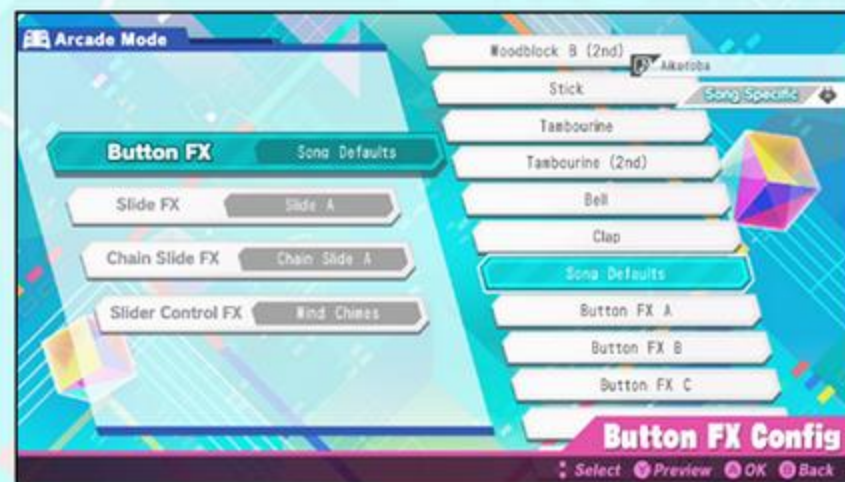 Arcade Mode
Button FX Song Defaults
Slide FX Slide A
Chain Slide FX Chain Slide A
Slider Control FX Wind Chimes
Woodblock B (2nd)
Aikotoba
Stick
Song Specific
Tambourine
Tambourine (2nd)
Bell
Clap
Song Defaults
Button FX A
Button FX B
Button FX C
Button FX Config
Select Y Preview A OK B Back